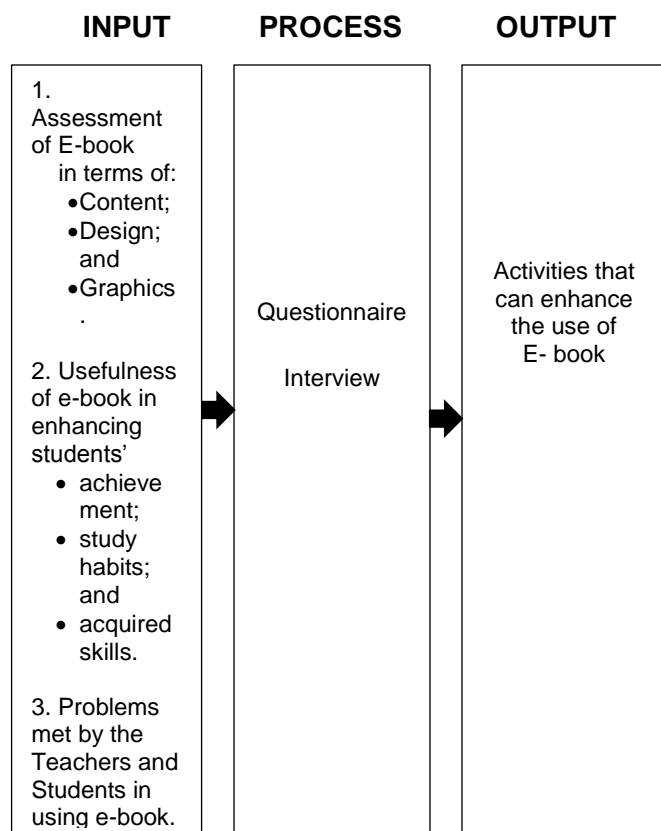 INPUT
PROCESS
OUTPUT
1.
Assessment
of E-book
in terms of:
•Content;
•Design;
and
•Graphics
.
2. Usefulness
of e-book in
enhancing
students’
• achieve
ment;
• study
habits;
and
• acquired
skills.
3. Problems
met by the
Teachers and
Students in
using e-book.
Questionnaire
Interview
Activities that
can enhance
the use of
E- book